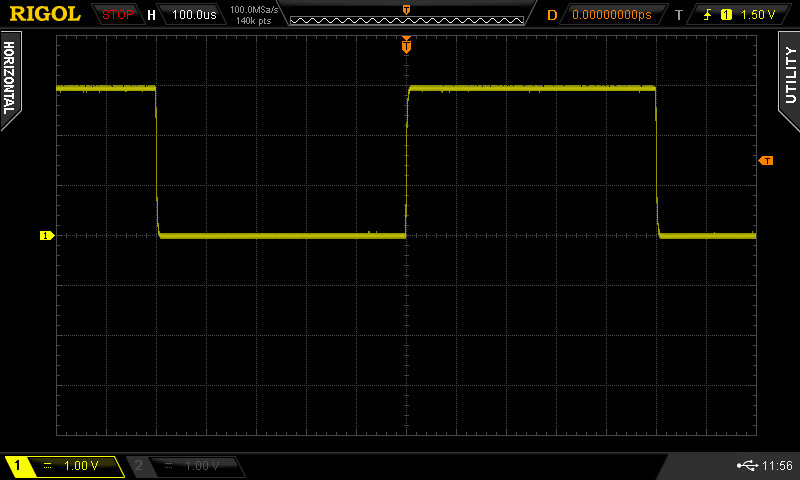 RIGOL STOP H 100.0us 100.0MSa/s D 0.00000000ps T 1 1.50 V
140k pts
T
T
HORIZONTAL
UTILITY
T
1
1 1.00 V 2 1.00 V 11:56